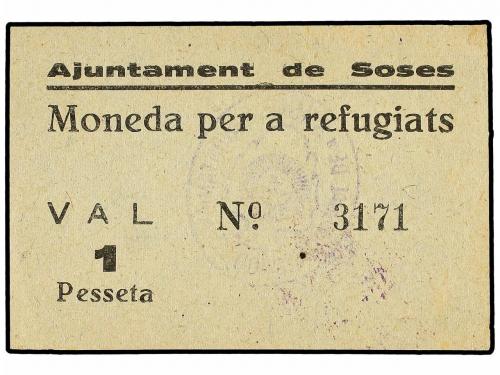 Ajuntament de Soses
Moneda per a refugiats
VAL Nº. 3171
1
Pesseta